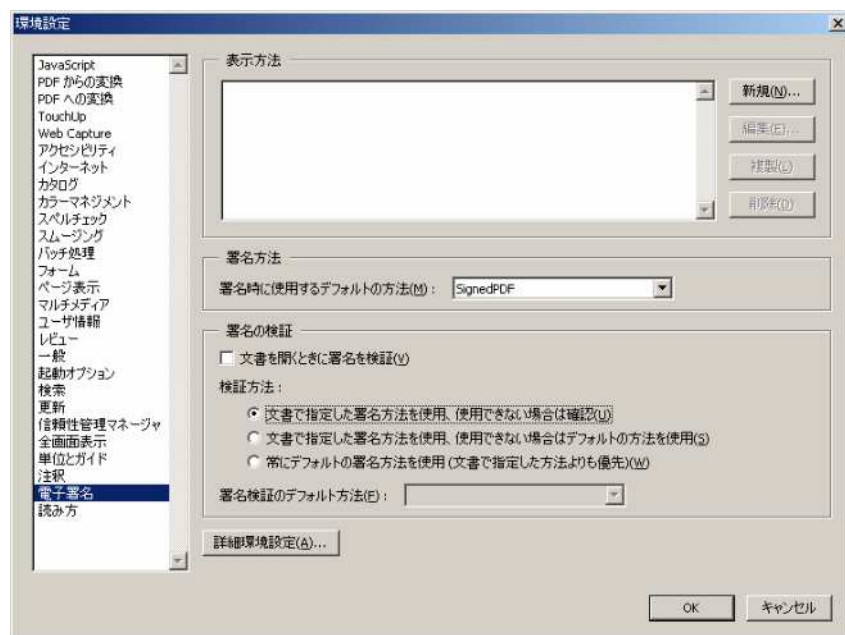 環境設定
JavaScript
PDF からの変換
PDF への変換
TouchUp
Web Capture
アクセシビリティ
インターネット
カタログ
カラーマネジメント
スペルチェック
スムージング
バッチ処理
フォーム
ページ表示
マルチメディア
ユーザ情報
レビュー
一般
起動オプション
検索
更新
信頼性管理マネージャ
全画面表示
単位とガイド
注釈
電子署名
読み方
表示方法
新規(N)...
編集(E)...
複製(L)
削除(D)
署名方法
署名時に使用するデフォルトの方法(M): SignedPDF
署名の検証
文書を開くときに署名を検証(V)
検証方法:
文書で指定した署名方法を使用、使用できない場合は確認(U)
文書で指定した署名方法を使用、使用できない場合はデフォルトの方法を使用(S)
常にデフォルトの署名方法を使用(文書で指定した方法よりも優先)(W)
署名検証のデフォルト方法(F):
詳細環境設定(A)...
OK キャンセル